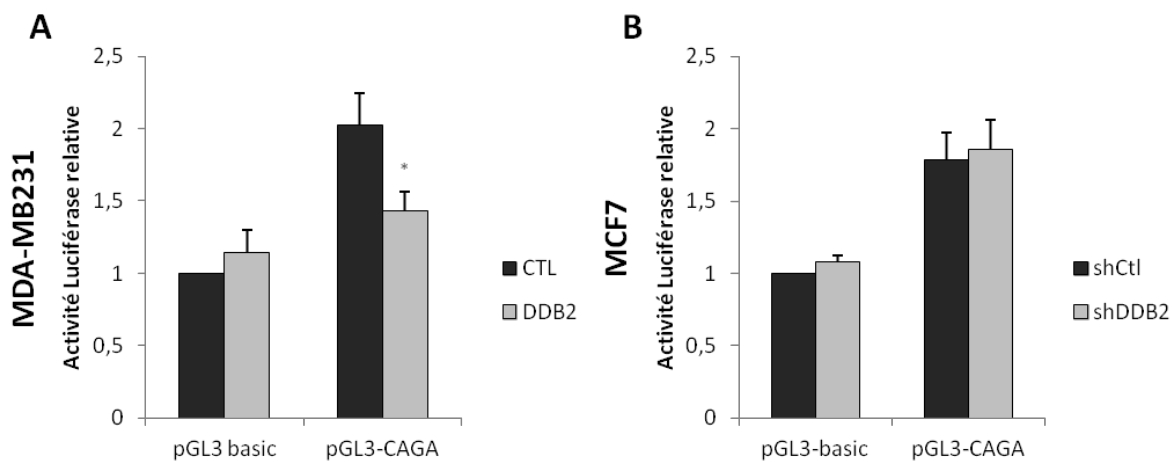 A
MDA-MB231
Activité Luciférase relative
2,5
2
1,5
1
0,5
0
*
pGL3 basic
pGL3-CAGA
CTL
DDB2
B
MCF7
Activité Luciférase relative
2,5
2
1,5
1
0,5
0
pGL3-basic
pGL3-CAGA
shCtl
shDDB2